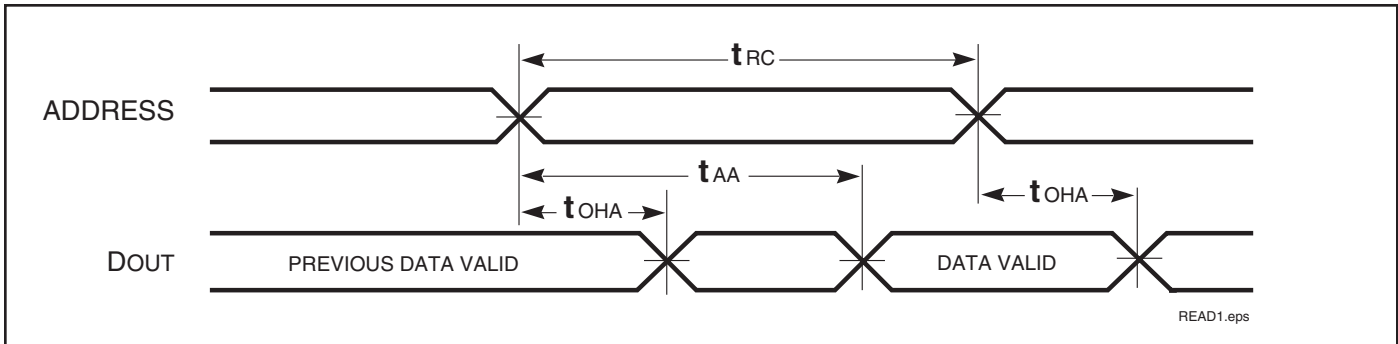 tRC
ADDRESS
tAA
tOHA
tOHA
DOUT
PREVIOUS DATA VALID
DATA VALID
READ1.eps